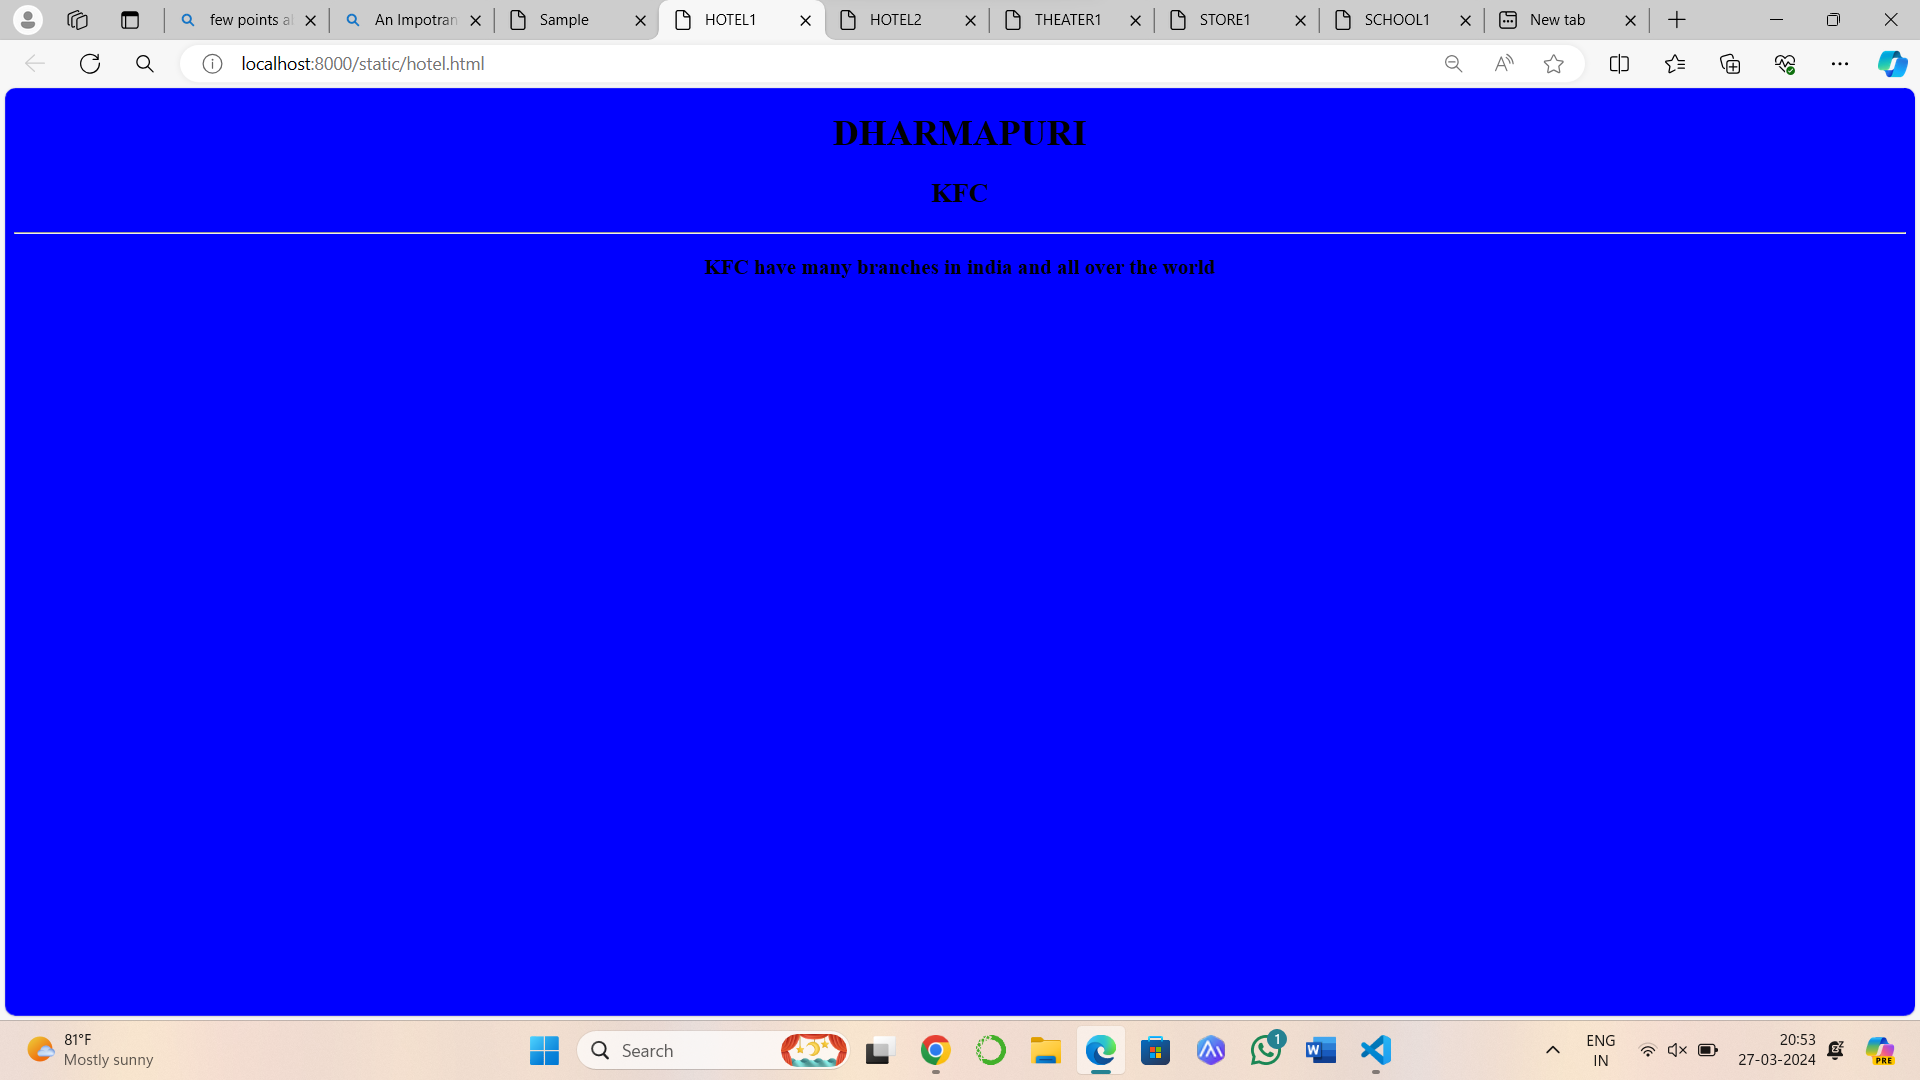 few points a
An Impotran
Sample
HOTEL1
HOTEL2
THEATER1
STORE1
SCHOOL1
New tab
localhost:8000/static/hotel.html
DHARMAPURI
KFC
KFC have many branches in india and all over the world
81°F
Mostly sunny
Search
1
W
ENG
IN
20:53
27-03-2024
PRE